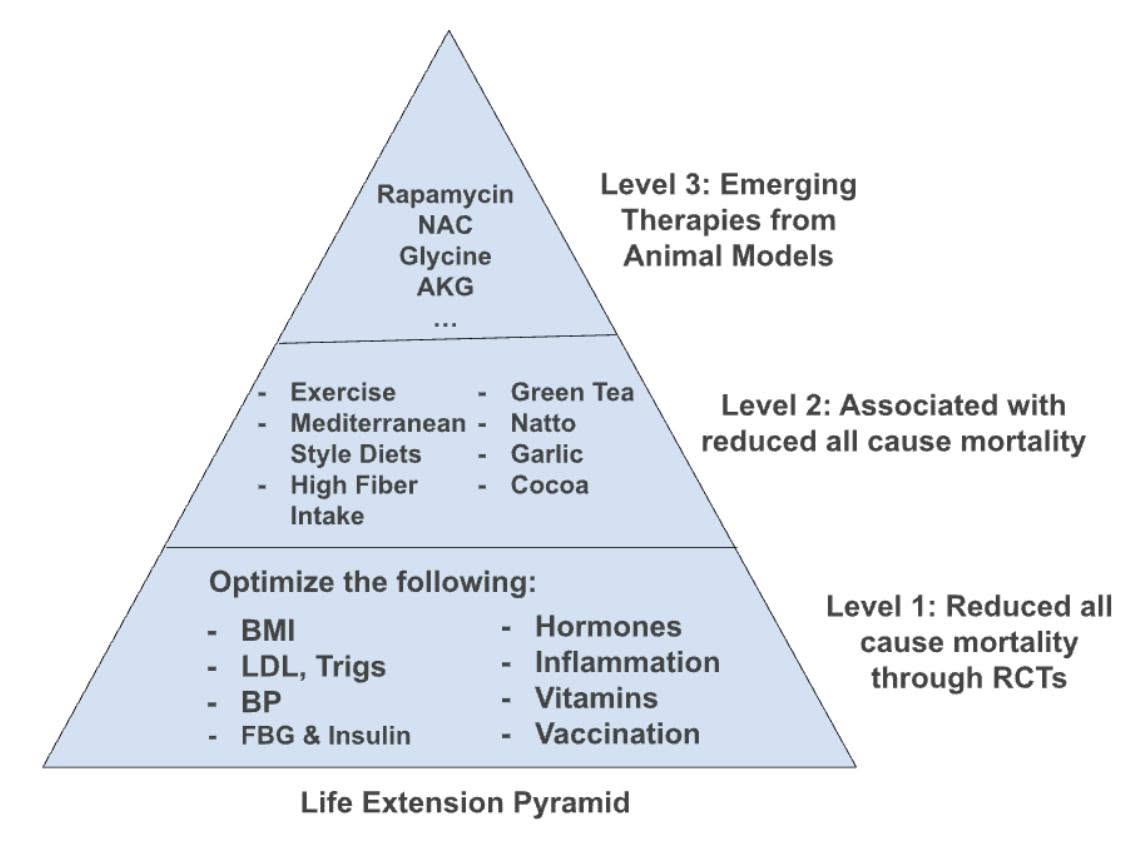 Rapamycin
NAC
Glycine
AKG
...
Level 3: Emerging
Therapies from
Animal Models
- Exercise
- Mediterranean
Style Diets
- High Fiber
Intake
- Green Tea
- Natto
- Garlic
- Cocoa
Level 2: Associated with
reduced all cause mortality
Optimize the following:
- BMI
- LDL, Trigs
- BP
- FBG & Insulin
- Hormones
- Inflammation
- Vitamins
- Vaccination
Level 1: Reduced all
cause mortality
through RCTs
Life Extension Pyramid